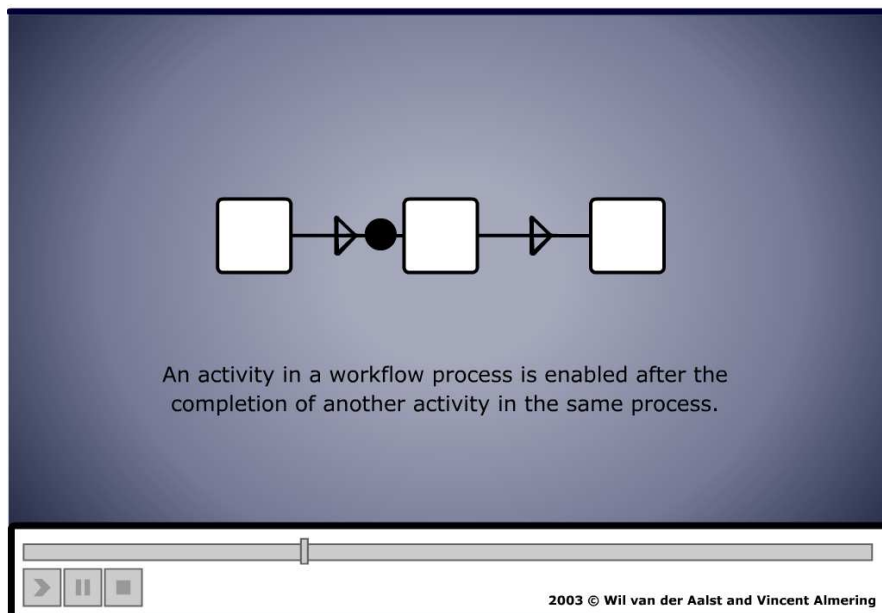 An activity in a workflow process is enabled after the
completion of another activity in the same process.
2003 © Wil van der Aalst and Vincent Almering